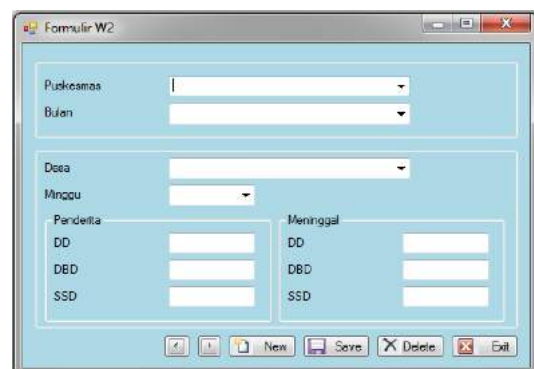 Formulir W2
Puskesmas
Bulan
Desa
Minggu
Penderita Meninggal
DD DD
DBD DBD
SSD SSD
New Save Delete Exit